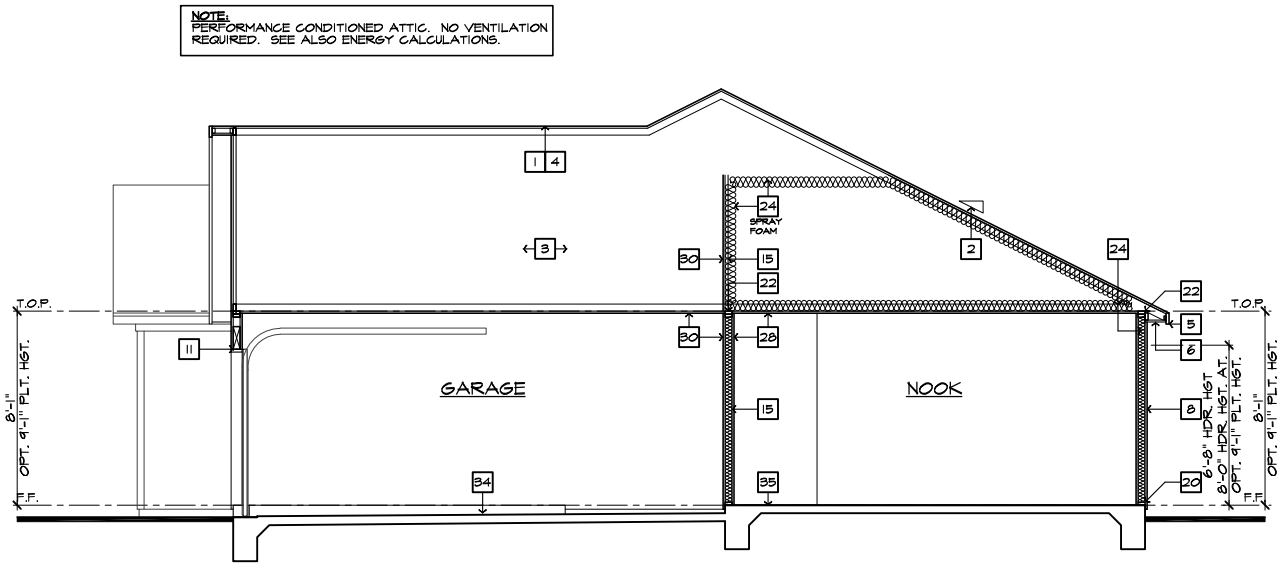 NOTE:
PERFORMANCE CONDITIONED ATTIC. NO VENTILATION
REQUIRED. SEE ALSO ENERGY CALCULATIONS.
1 4
24
SPRAY
FOAM
3
2
24
30 15
22
22
T.O.P.
T.O.P.
5
11
30 28
6
GARAGE
NOOK
8'-1"
OPT. 9'-1" PLT. HGT.
15
8
6'-8" HDR. HGT
8'-0" HDR. HGT. AT.
OPT. 9'-1" PLT. HGT.
8'-1"
OPT. 9'-1" PLT. HGT.
34
35
20
F.F.
F.F.